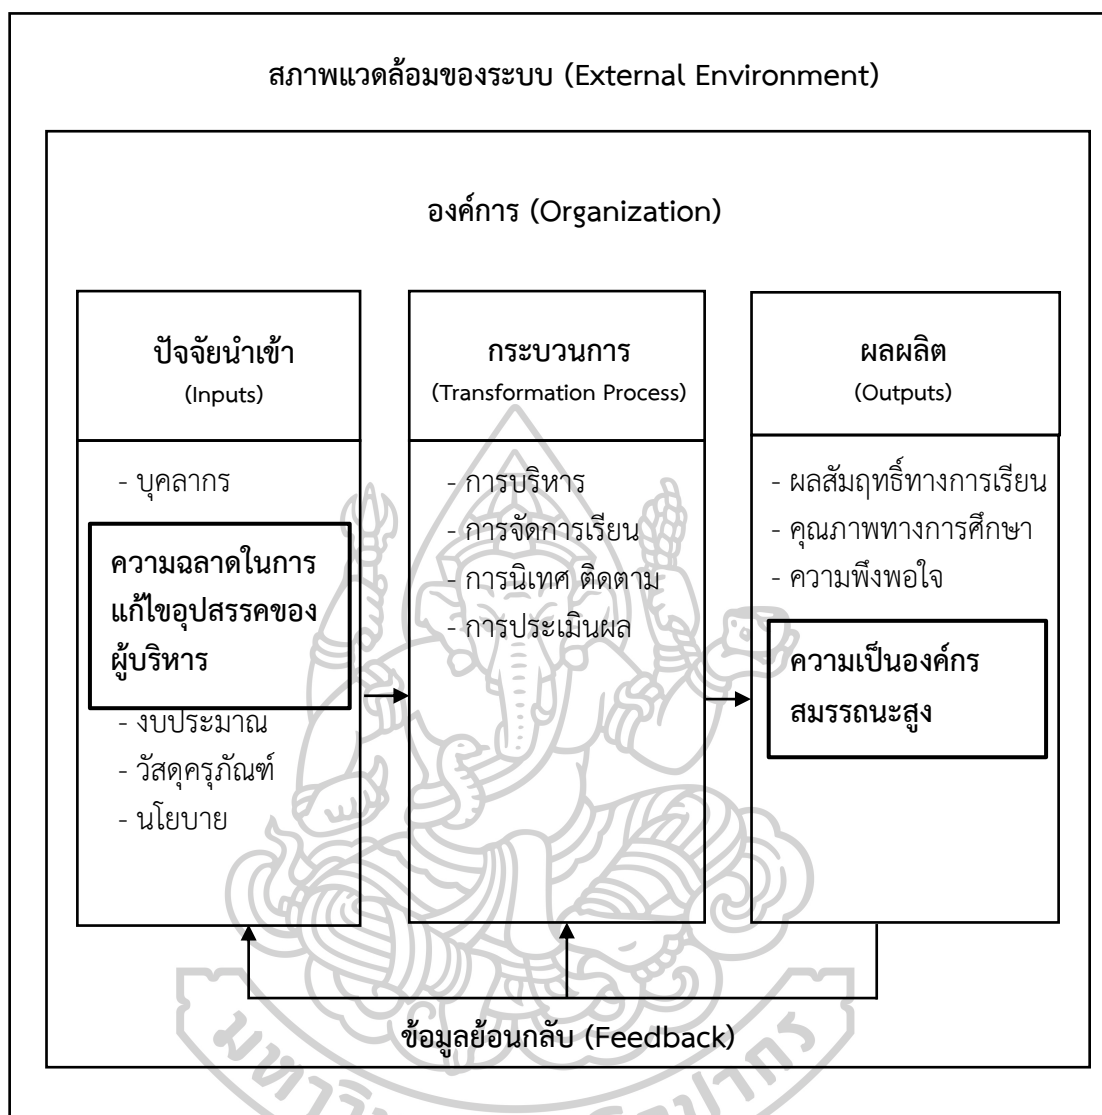 สภาพแวดล้อมของระบบ (External Environment)
องค์การ (Organization)
ปัจจัยนำเข้า
(Inputs)
- บุคลากร
ความฉลาดในการ
แก้ไขอุปสรรคของ
ผู้บริหาร
- งบประมาณ
- วัสดุครุภัณฑ์
- นโยบาย
กระบวนการ
(Transformation Process)
- การบริหาร
- การจัดการเรียน
- การนิเทศ ติดตาม
- การประเมินผล
ผลผลิต
(Outputs)
- ผลสัมฤทธิ์ทางการเรียน
- คุณภาพทางการศึกษา
- ความพึงพอใจ
ความเป็นองค์กร
สมรรถนะสูง
ข้อมูลย้อนกลับ (Feedback)